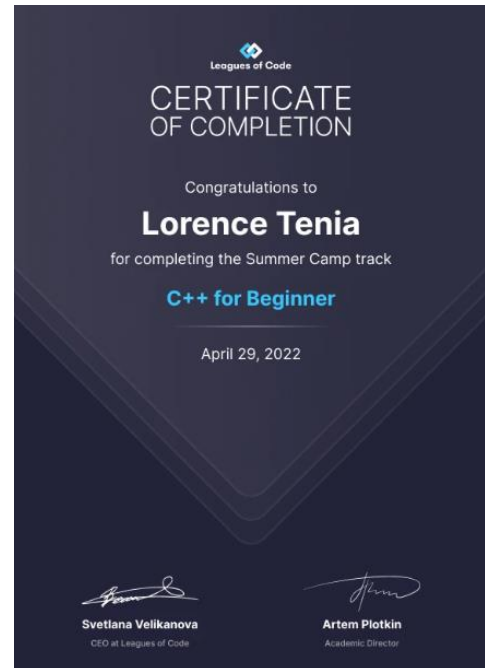 Leagues of Code
CERTIFICATE
OF COMPLETION
Congratulations to
Lorence Tenia
for completing the Summer Camp track
C++ for Beginner
April 29, 2022
Svetlana Velikanova
CEO at Leagues of Code
Artem Plotkin
Academic Director